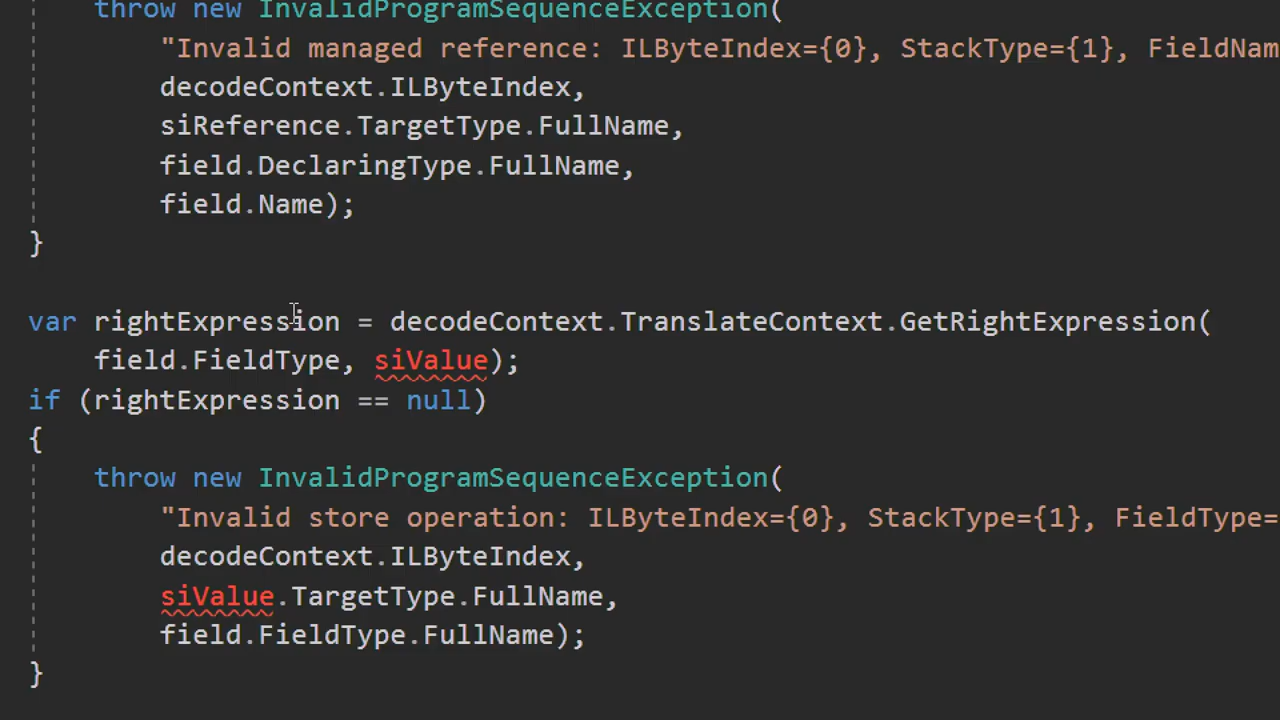 throw new InvalidProgramSequenceException(
"Invalid managed reference: ILByteIndex={0}, StackType={1}, FieldNam
decodeContext.ILByteIndex,
siReference.TargetType.FullName,
field.DeclaringType.FullName,
field.Name);
}
var rightExpression = decodeContext.TranslateContext.GetRightExpression(
field.FieldType, siValue);
if (rightExpression == null)
{
throw new InvalidProgramSequenceException(
"Invalid store operation: ILByteIndex={0}, StackType={1}, FieldType=
decodeContext.ILByteIndex,
siValue.TargetType.FullName,
field.FieldType.FullName);
}